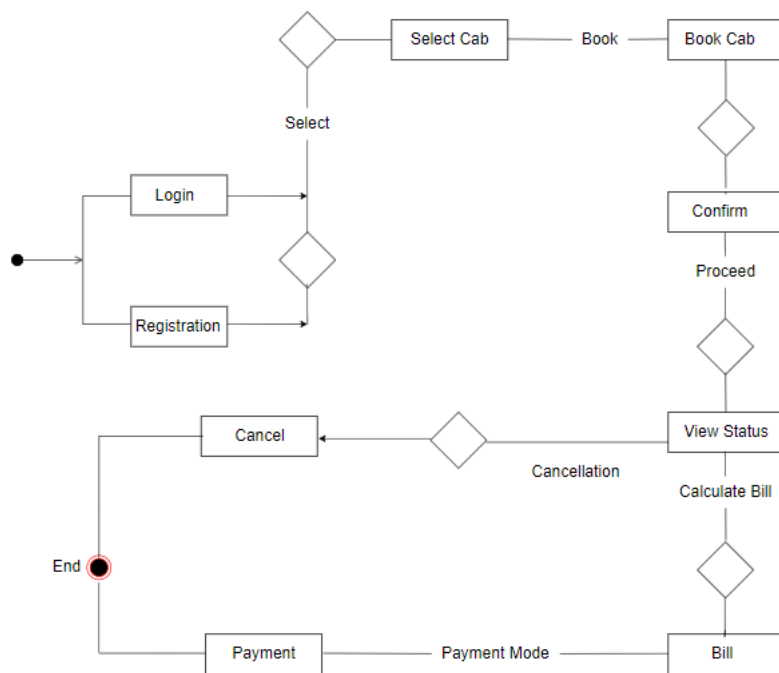 Select Cab
Book
Book Cab
Select
Login
Confirm
Proceed
Registration
Cancel
View Status
Cancellation
Calculate Bill
End
Payment
Payment Mode
Bill